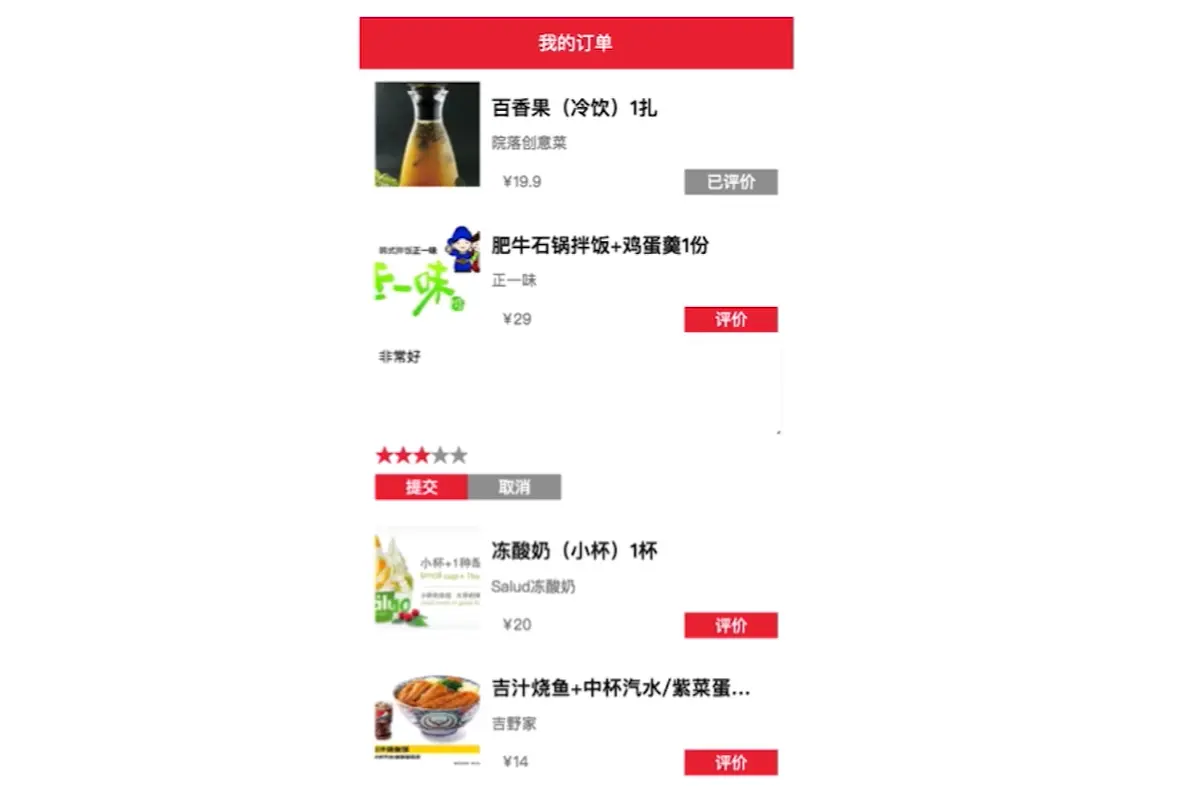 我的订单
百香果（冷饮）1扎
院落创意菜
¥19.9
已评价
韩式拌饭正一味
正一味
肥牛石锅拌饭+鸡蛋羹1份
正一味
¥29
评价
非常好
提交
取消
小杯+1种
冻酸奶（小杯）1杯
Salud冻酸奶
¥20
评价
吉汁烧鱼+中杯汽水/紫菜蛋...
吉野家
¥14
评价